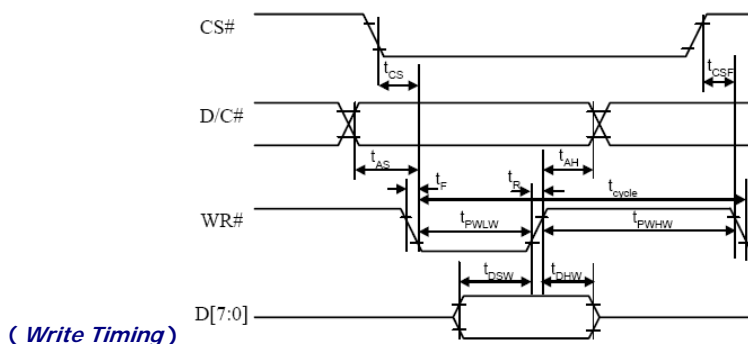 CS#
tCS
tCSF
D/C#
tAS
tAH
tF
tR
tcycle
WR#
tPWLW
tPWHW
tDSW
tDHW
D[7:0]
( Write Timing)